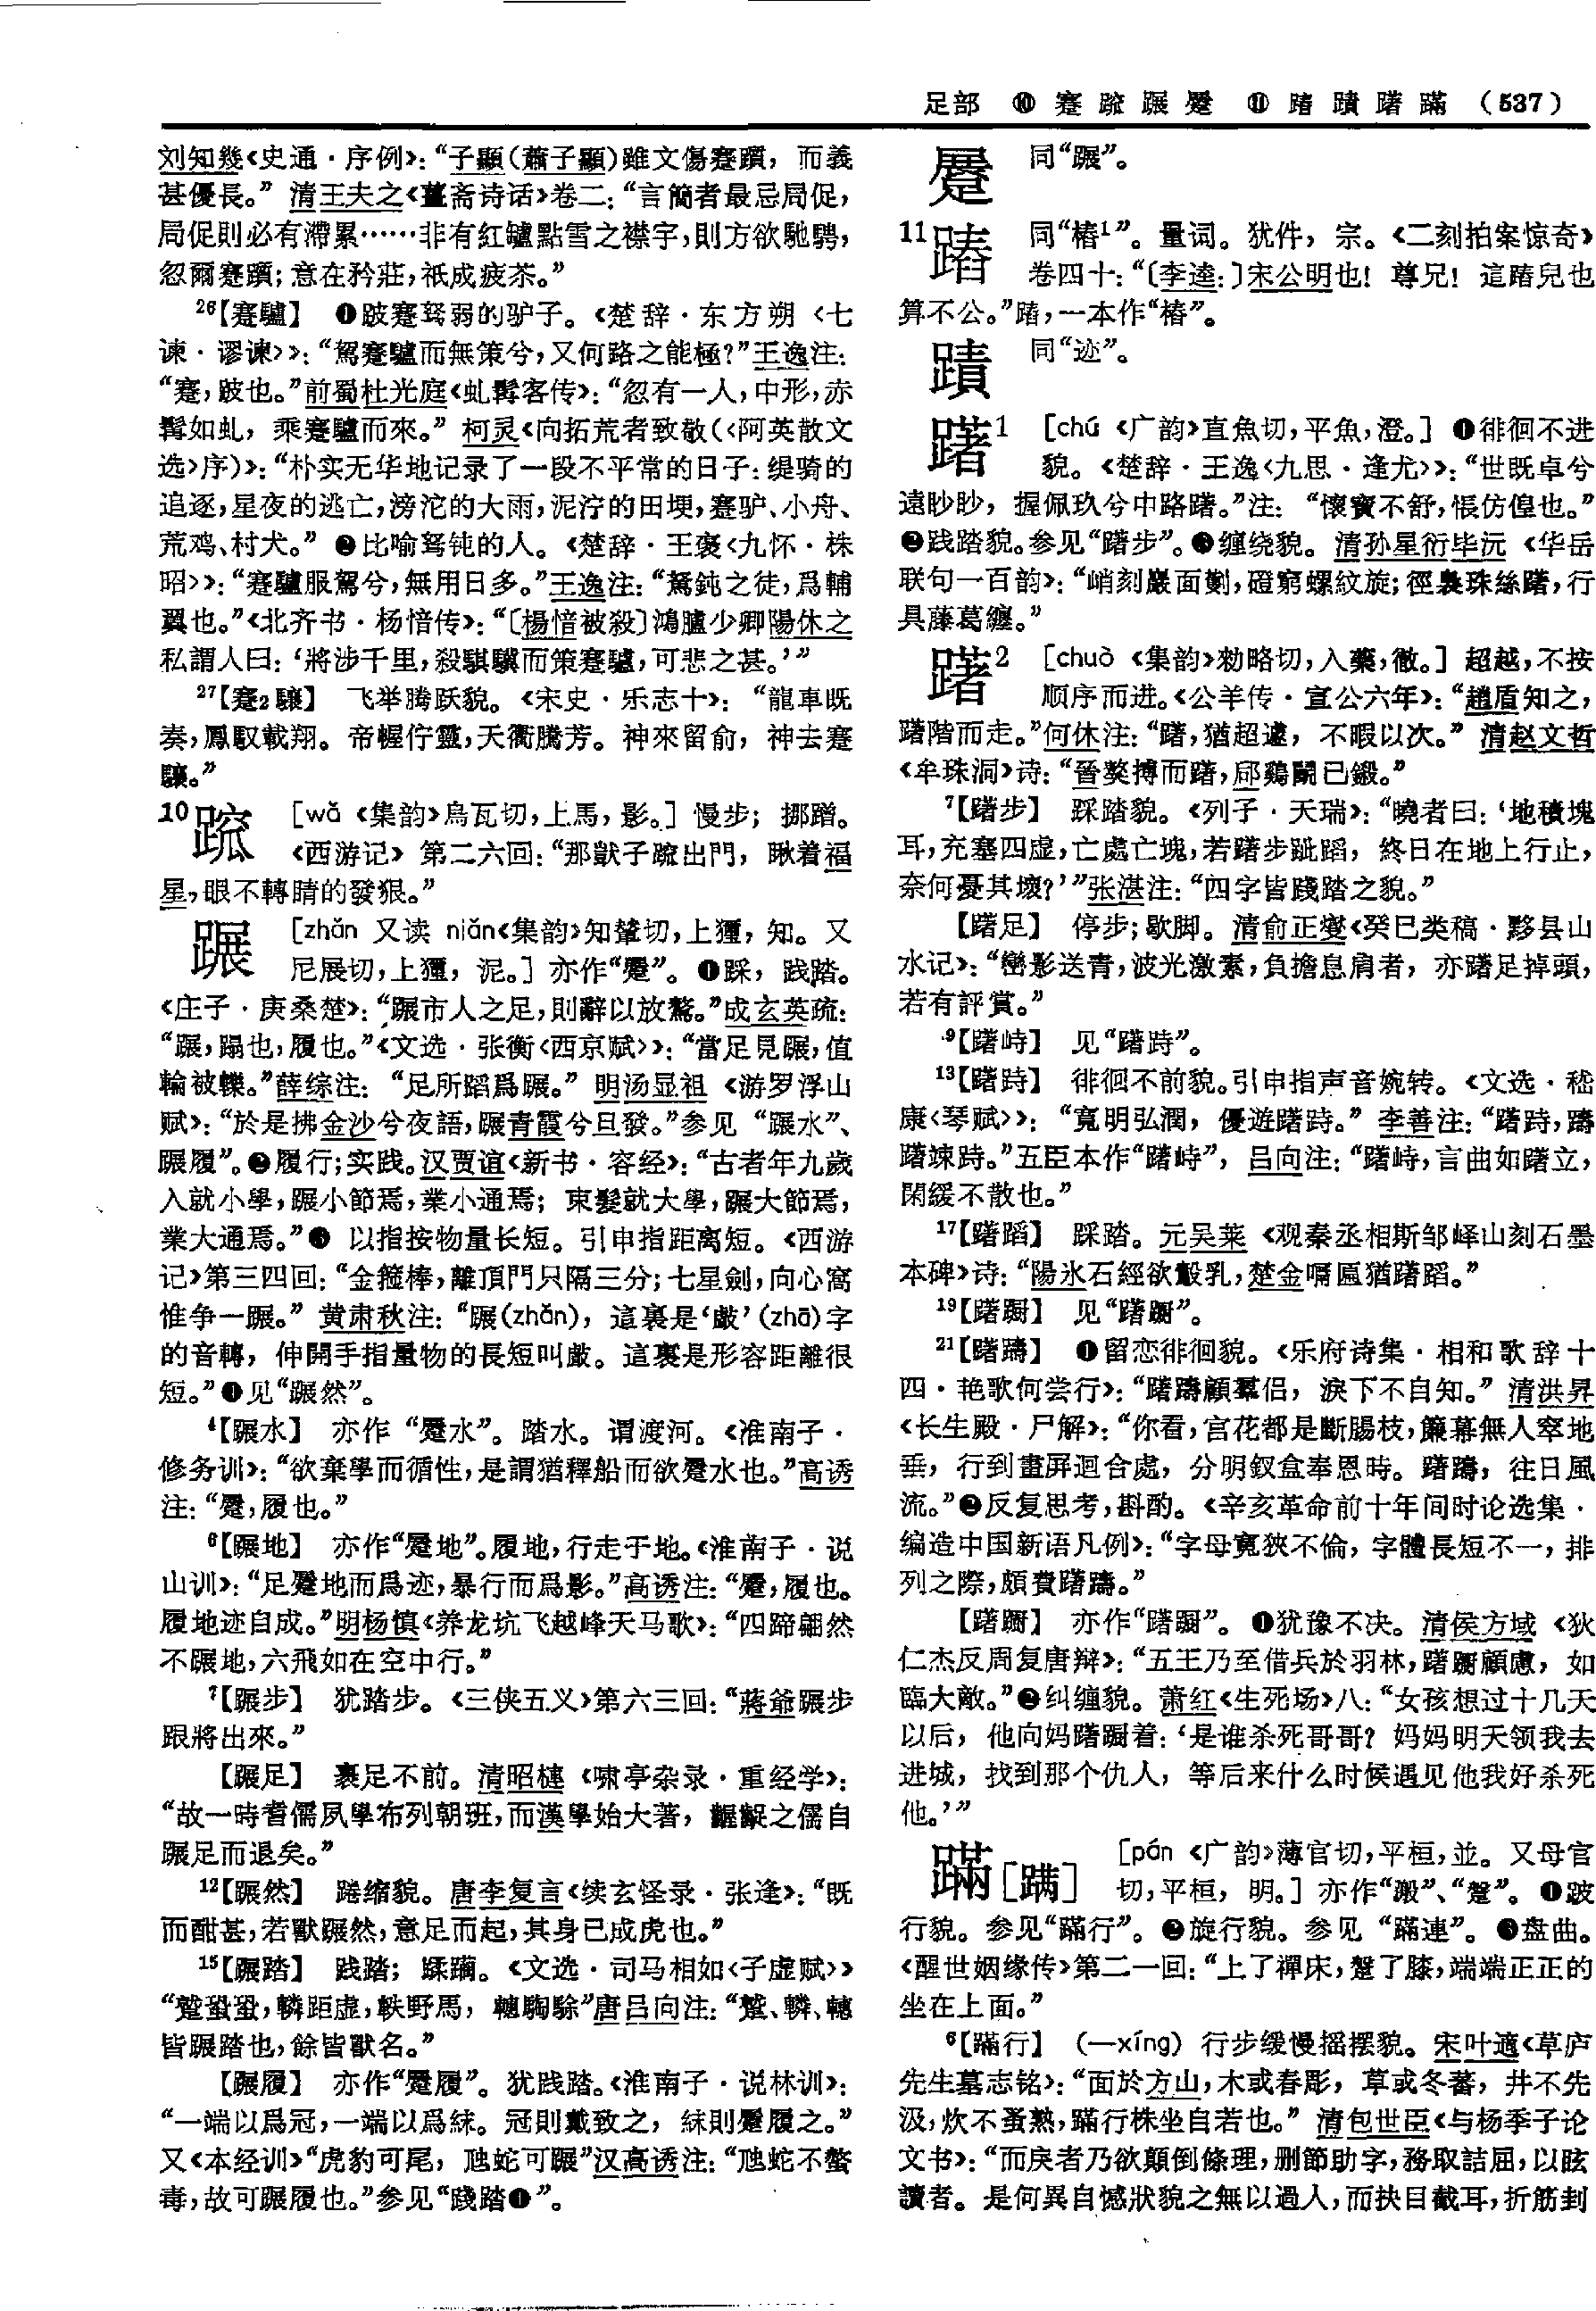 足部 ⑩ 蹇 䠚 蹍 𨇨 ⑪ 蹖 蹟 躇 蹣 （537）
刘知幾《史通·序例》：“子顯（蕭子顯）雖文傷蹇躓，而義
甚優長。”清王夫之《薑斋诗话》卷二：“言簡者最忌局促，
局促則必有滯累……非有紅罏點雪之襟宇，則方欲馳騁，
忽爾蹇躓；意在矜莊，祇成疲苶。”
26【蹇驢】 ❶跛蹇驽弱的驴子。《楚辞·东方朔〈七
谏·谬谏〉》：“駕蹇驢而無策兮，又何路之能極？”王逸注：
“蹇，跛也。”前蜀杜光庭《虬髯客传》：“忽有一人，中形，赤
髯如虬，乘蹇驢而來。”柯灵《向拓荒者致敬（〈阿英散文
选〉序）》：“朴实无华地记录了一段不平常的日子：缇骑的
追逐，星夜的逃亡，滂沱的大雨，泥泞的田埂，蹇驴、小舟、
荒鸡、村犬。”❷比喻驽钝的人。《楚辞·王褒〈九怀·株
昭〉》：“蹇驢服駕兮，無用日多。”王逸注：“駑鈍之徒，爲輔
翼也。”《北齐书·杨愔传》：“〔楊愔被殺〕鴻臚少卿陽休之
私謂人曰：‘將涉千里，殺騏驥而策蹇驢，可悲之甚。’”
27【蹇2驤】 飞举腾跃貌。《宋史·乐志十》：“龍車既
奏，鳳馭載翔。帝幄佇靈，天衢騰芳。神來留俞，神去蹇
驤。”
10 [wǎ《集韵》烏瓦切，上馬，影。] 慢步；挪蹭。
《西游记》第二六回：“那獃子出門，瞅着福
星，眼不轉睛的發狠。”
蹍 [zhǎn 又读 niǎn《集韵》知輦切，上獮，知。又
尼展切，上獮，泥。] 亦作“”。❶踩，践踏。
《庄子·庚桑楚》：“蹍市人之足，則辭以放驁。”成玄英疏：
“蹍，蹋也，履也。”《文选·张衡〈西京赋〉》：“當足見蹍，值
輪被轢。”薛综注：“足所蹈爲蹍。”明汤显祖《游罗浮山
赋》：“於是拂金沙兮夜語，蹍青霞兮旦發。”参见“蹍水”、
“蹍履”。❷履行；实践。汉贾谊《新书·容经》：“古者年九歲
入就小學，蹍小節焉，業小通焉；束髮就大學，蹍大節焉，
業大通焉。”❸ 以指按物量长短。引申指距离短。《西游
记》第三四回：“金箍棒，離頂門只隔三分；七星劍，向心窩
惟争一蹍。”黄肃秋注：“蹍（zhǎn），這裏是‘𢾭’（zhā）字
的音轉，伸開手指量物的長短叫𢾭。這裏是形容距離很
短。”❹见“蹍然”。
4【蹍水】 亦作“水”。踏水。谓渡河。《淮南子·
修务训》：“欲棄學而循性，是謂猶釋船而欲水也。”高诱
注：“，履也。”
6【蹍地】 亦作“地”。履地，行走于地。《淮南子·说
山训》：“足地而爲迹，暴行而爲影。”高诱注：“，履也。
履地迹自成。”明杨慎《养龙坑飞越峰天马歌》：“四蹄翩然
不蹍地，六飛如在空中行。”
7【蹍步】 犹踏步。《三侠五义》第六三回：“蔣爺蹍步
跟將出來。”
【蹍足】 裹足不前。清昭梿《啸亭杂录·重经学》：
“故一時耆儒夙學布列朝班，而漢學始大著，齷齪之儒自
蹍足而退矣。”
12【蹍然】 踡缩貌。唐李复言《续玄怪录·张逢》：“既
而酣甚，若獸蹍然，意足而起，其身已成虎也。”
15【蹍踏】 践踏；蹂躏。《文选·司马相如〈子虚赋〉》
“蹵蛩蛩，轔距虚，軼野馬，轊騊駼”唐吕向注：“蹵、轔、轊
皆蹍踏也，餘皆獸名。”
【蹍履】 亦作“履”。犹践踏。《淮南子·说林训》：
“一端以爲冠，一端以爲絑。冠則戴致之，絑則履之。”
又《本经训》“虎豹可尾，虺蛇可蹍”汉高诱注：“虺蛇不螫
毒，故可蹍履也。”参见“踐踏❶”。
同“蹍”。
11 同“樁1”。量词。犹件，宗。《二刻拍案惊奇》
卷四十：“〔李逵：〕宋公明也！尊兄！這兒也
算不公。”，一本作“樁”。
蹟 同“迹”。
躇1 [chú《广韵》直魚切，平魚，澄。] ❶徘徊不进
貌。《楚辞·王逸〈九思·逢尤〉》：“世既卓兮
遠眇眇，握佩玖兮中路躇。”注：“懷寶不舒，悵仿偟也。”
❷践踏貌。参见“躇步”。❸缠绕貌。清孙星衍毕沅《华岳
联句一百韵》：“峭刻巖面劖，磴窮螺紋旋；徑裊珠絲躇，行
具藤葛纏。”
躇2 [chuò《集韵》勑略切，入藥，徹。] 超越，不按
顺序而进。《公羊传·宣公六年》：“趙盾知之，
躇階而走。”何休注：“躇，猶超遽，不暇以次。”清赵文哲
《牟珠洞》诗：“晉獒搏而躇，郈鷄鬭已鎩。”
7【躇步】 踩踏貌。《列子·天瑞》：“曉者曰：‘地積塊
耳，充塞四虚，亡處亡塊，若躇步跐蹈，終日在地上行止，
奈何憂其壞？’”张湛注：“四字皆踐踏之貌。”
【躇足】 停步；歇脚。清俞正燮《癸巳类稿·黟县山
水记》：“巒影送青，波光激素，負擔息肩者，亦躇足掉頭，
若有評賞。”
9【躇峙】 见“躇跱”。
13【躇跱】 徘徊不前貌。引申指声音婉转。《文选·嵇
康〈琴赋〉》：“寬明弘潤，優遊躇跱。”李善注：“躇跱，躊
躇竦跱。”五臣本作“躇峙”，吕向注：“躇峙，言曲如躇立，
閑緩不散也。”
17【躇蹈】 踩踏。元吴莱《观秦丞相斯邹峄山刻石墨
本碑》诗：“陽氷石經欲鷇乳，楚金嗝匾猶躇蹈。”
19【躇躕】 见“躇躕”。
21【躇躊】 ❶留恋徘徊貌。《乐府诗集·相和歌辞十
四·艳歌何尝行》：“躇躊顧羣侣，淚下不自知。”清洪昇
《长生殿·尸解》：“你看，宫花都是斷腸枝，簾幕無人窣地
垂，行到畫屏迴合處，分明釵盒奉恩時。躇躊，往日風
流。”❷反复思考，斟酌。《辛亥革命前十年间时论选集·
编造中国新语凡例》：“字母寬狹不倫，字體長短不一，排
列之際，頗費躇躊。”
【躇躕】 亦作“躇蹰”。❶犹豫不决。清侯方域《狄
仁杰反周复唐辩》：“五王乃至借兵於羽林，躇躕顧慮，如
臨大敵。”❷纠缠貌。萧红《生死场》八：“女孩想过十几天
以后，他向妈躇蹰着：‘是谁杀死哥哥？妈妈明天领我去
进城，找到那个仇人，等后来什么时候遇见他我好杀死
他。’”
蹣[蹒] [pán《广韵》薄官切，平桓，並。又母官
切，平桓，明。] 亦作“”、“”。❶跛
行貌。参见“蹣行”。❷旋行貌。参见“蹣連”。❸盘曲。
《醒世姻缘传》第二一回：“上了禪床，了膝，端端正正的
坐在上面。”
6【蹣行】（—xíng）行步缓慢摇摆貌。宋叶適《草庐
先生墓志铭》：“面於方山，木或春彫，草或冬蕃，井不先
汲，炊不蚤熟，蹣行株坐自若也。”清包世臣《与杨季子论
文书》：“而戾者乃欲顛倒條理，删節助字，務取詰屈，以眩
讀者。是何異自憾狀貌之無以過人，而抉目截耳，折筋刲